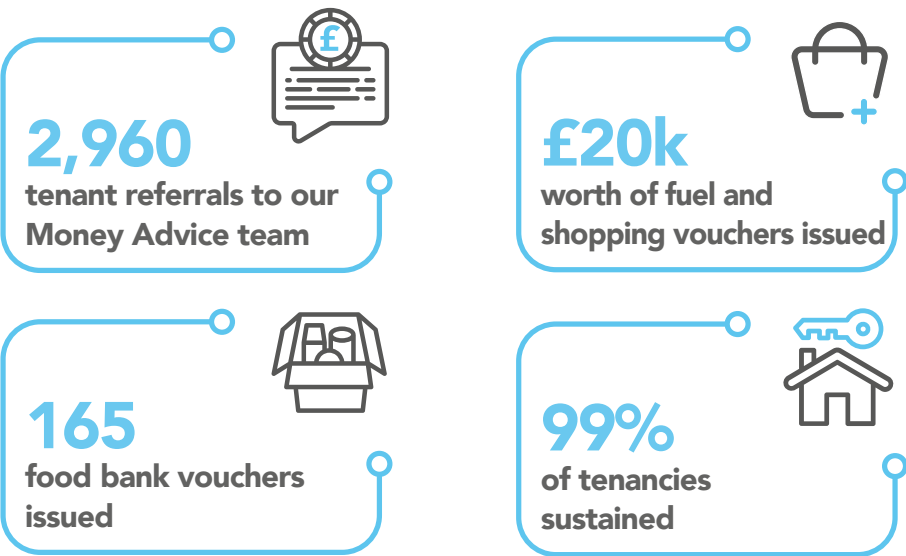 £
2,960
tenant referrals to our
Money Advice team
£20k
worth of fuel and
shopping vouchers issued
165
food bank vouchers
issued
99%
of tenancies
sustained